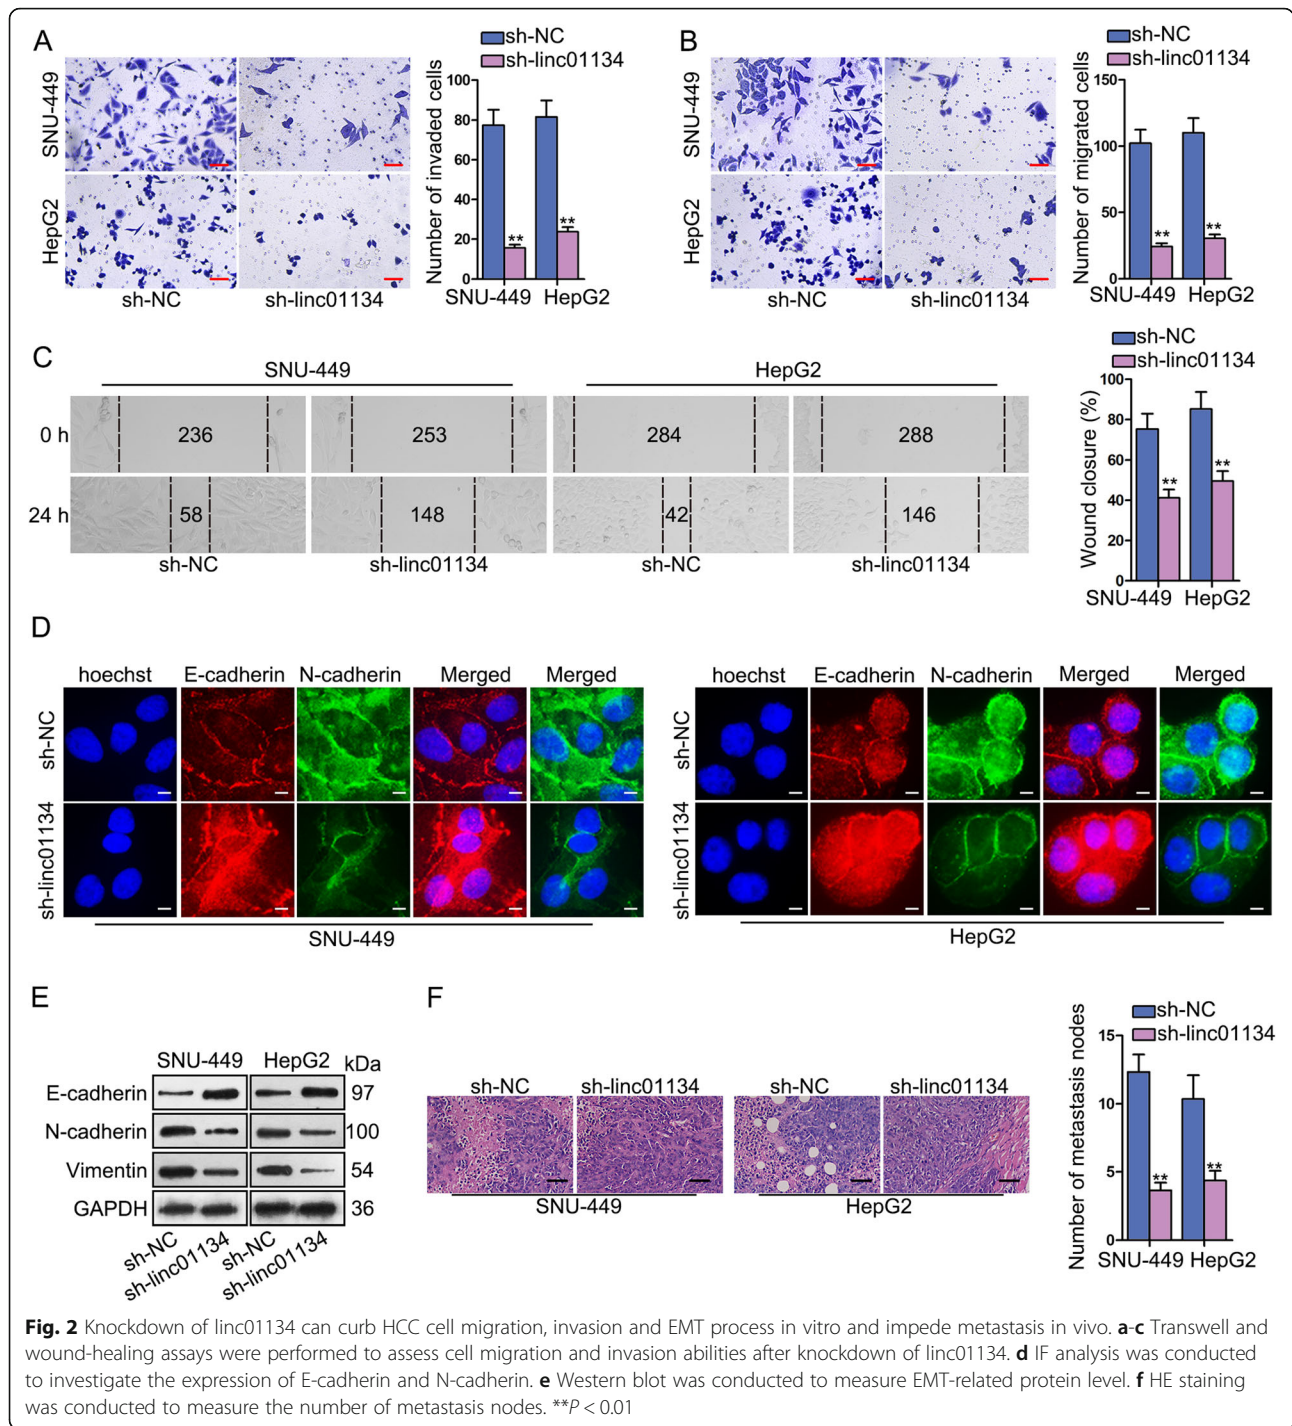 A
SNU-449
HepG2
sh-NC
sh-linc01134
sh-NC
sh-linc01134
Number of invaded cells
100
80
60
40
20
0
**
**
SNU-449
HepG2
B
SNU-449
HepG2
sh-NC
sh-linc01134
sh-NC
sh-linc01134
Number of migrated cells
150
100
50
0
**
**
SNU-449
HepG2
C
SNU-449
HepG2
0 h
236
253
284
288
24 h
58
148
42
146
sh-NC
sh-linc01134
sh-NC
sh-linc01134
sh-NC
sh-linc01134
Wound closure (%)
100
80
60
40
20
0
**
**
SNU-449
HepG2
D
hoechst
E-cadherin
N-cadherin
Merged
Merged
sh-NC
sh-linc01134
SNU-449
hoechst
E-cadherin
N-cadherin
Merged
Merged
sh-NC
sh-linc01134
HepG2
E
SNU-449
HepG2
kDa
E-cadherin
97
N-cadherin
100
Vimentin
54
GAPDH
36
sh-NC
sh-linc01134
sh-NC
sh-linc01134
F
sh-NC
sh-linc01134
sh-NC
sh-linc01134
SNU-449
HepG2
sh-NC
sh-linc01134
Number of metastasis nodes
15
10
5
0
**
**
SNU-449
HepG2
Fig. 2 Knockdown of linc01134 can curb HCC cell migration, invasion and EMT process in vitro and impede metastasis in vivo. a-c Transwell and
wound-healing assays were performed to assess cell migration and invasion abilities after knockdown of linc01134. d IF analysis was conducted
to investigate the expression of E-cadherin and N-cadherin. e Western blot was conducted to measure EMT-related protein level. f HE staining
was conducted to measure the number of metastasis nodes. **P < 0.01